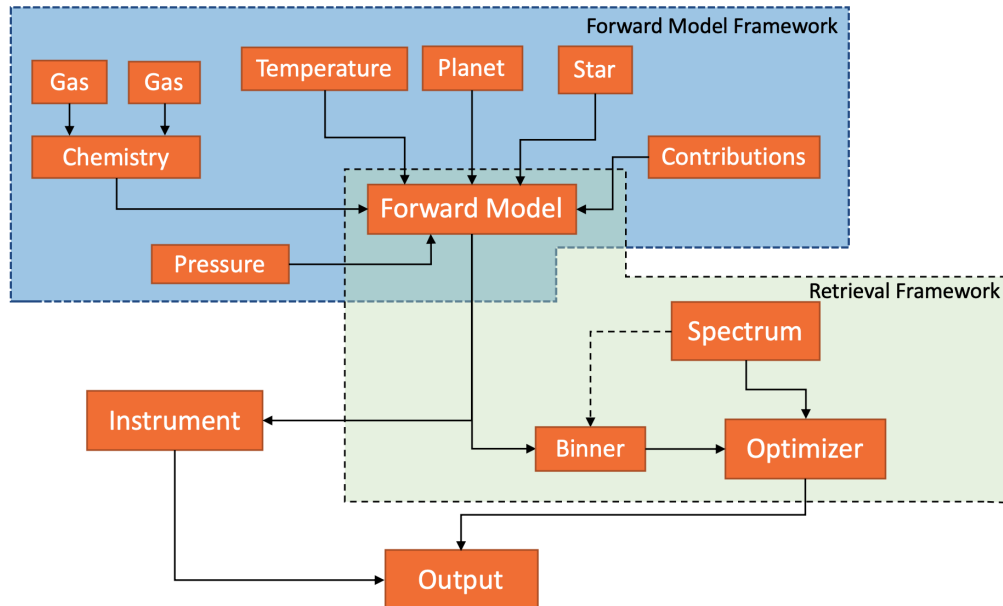 Forward Model Framework
Gas
Gas
Temperature
Planet
Star
Chemistry
Contributions
Forward Model
Pressure
Retrieval Framework
Spectrum
Instrument
Binner
Optimizer
Output